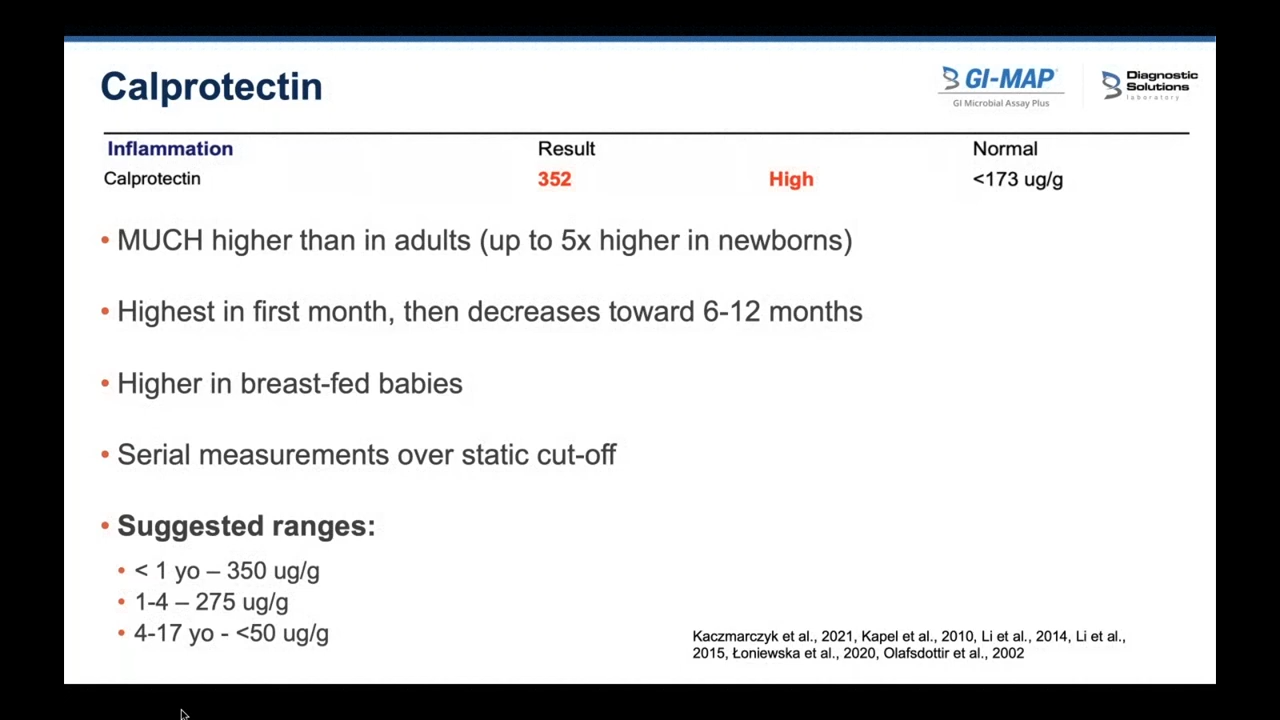 Calprotectin
GI-MAP
GI Microbial Assay Plus
Diagnostic
Solutions
laboratory
Inflammation Result Normal
Calprotectin 352 High <173 ug/g
• MUCH higher than in adults (up to 5x higher in newborns)
• Highest in first month, then decreases toward 6-12 months
• Higher in breast-fed babies
• Serial measurements over static cut-off
• Suggested ranges:
• < 1 yo – 350 ug/g
• 1-4 – 275 ug/g
• 4-17 yo - <50 ug/g
Kaczmarczyk et al., 2021, Kapel et al., 2010, Li et al., 2014, Li et al.,
2015, Łoniewska et al., 2020, Olafsdottir et al., 2002